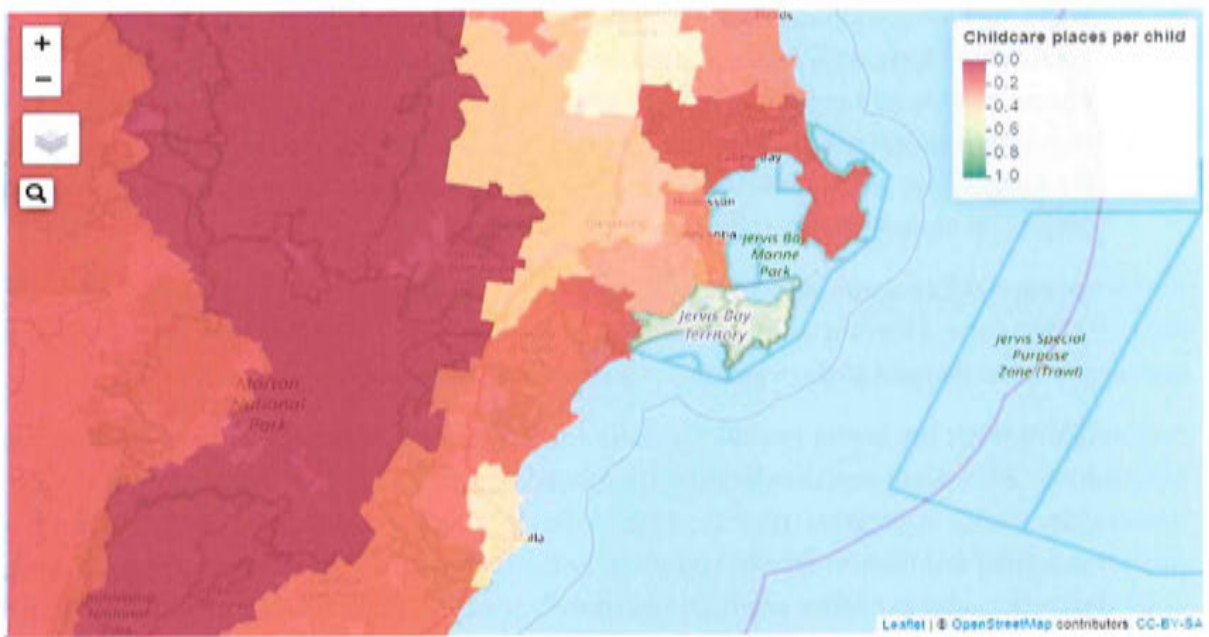 +
−
Childcare places per child
0.0
0.2
0.4
0.6
0.8
1.0
Jervis Bay
Marine
Park
Jervis Bay
Territory
Jervis Special
Purpose
Zone (Trawl)
Morton
National
Park
National
Leaflet | © OpenStreetMap contributors, CC-BY-SA